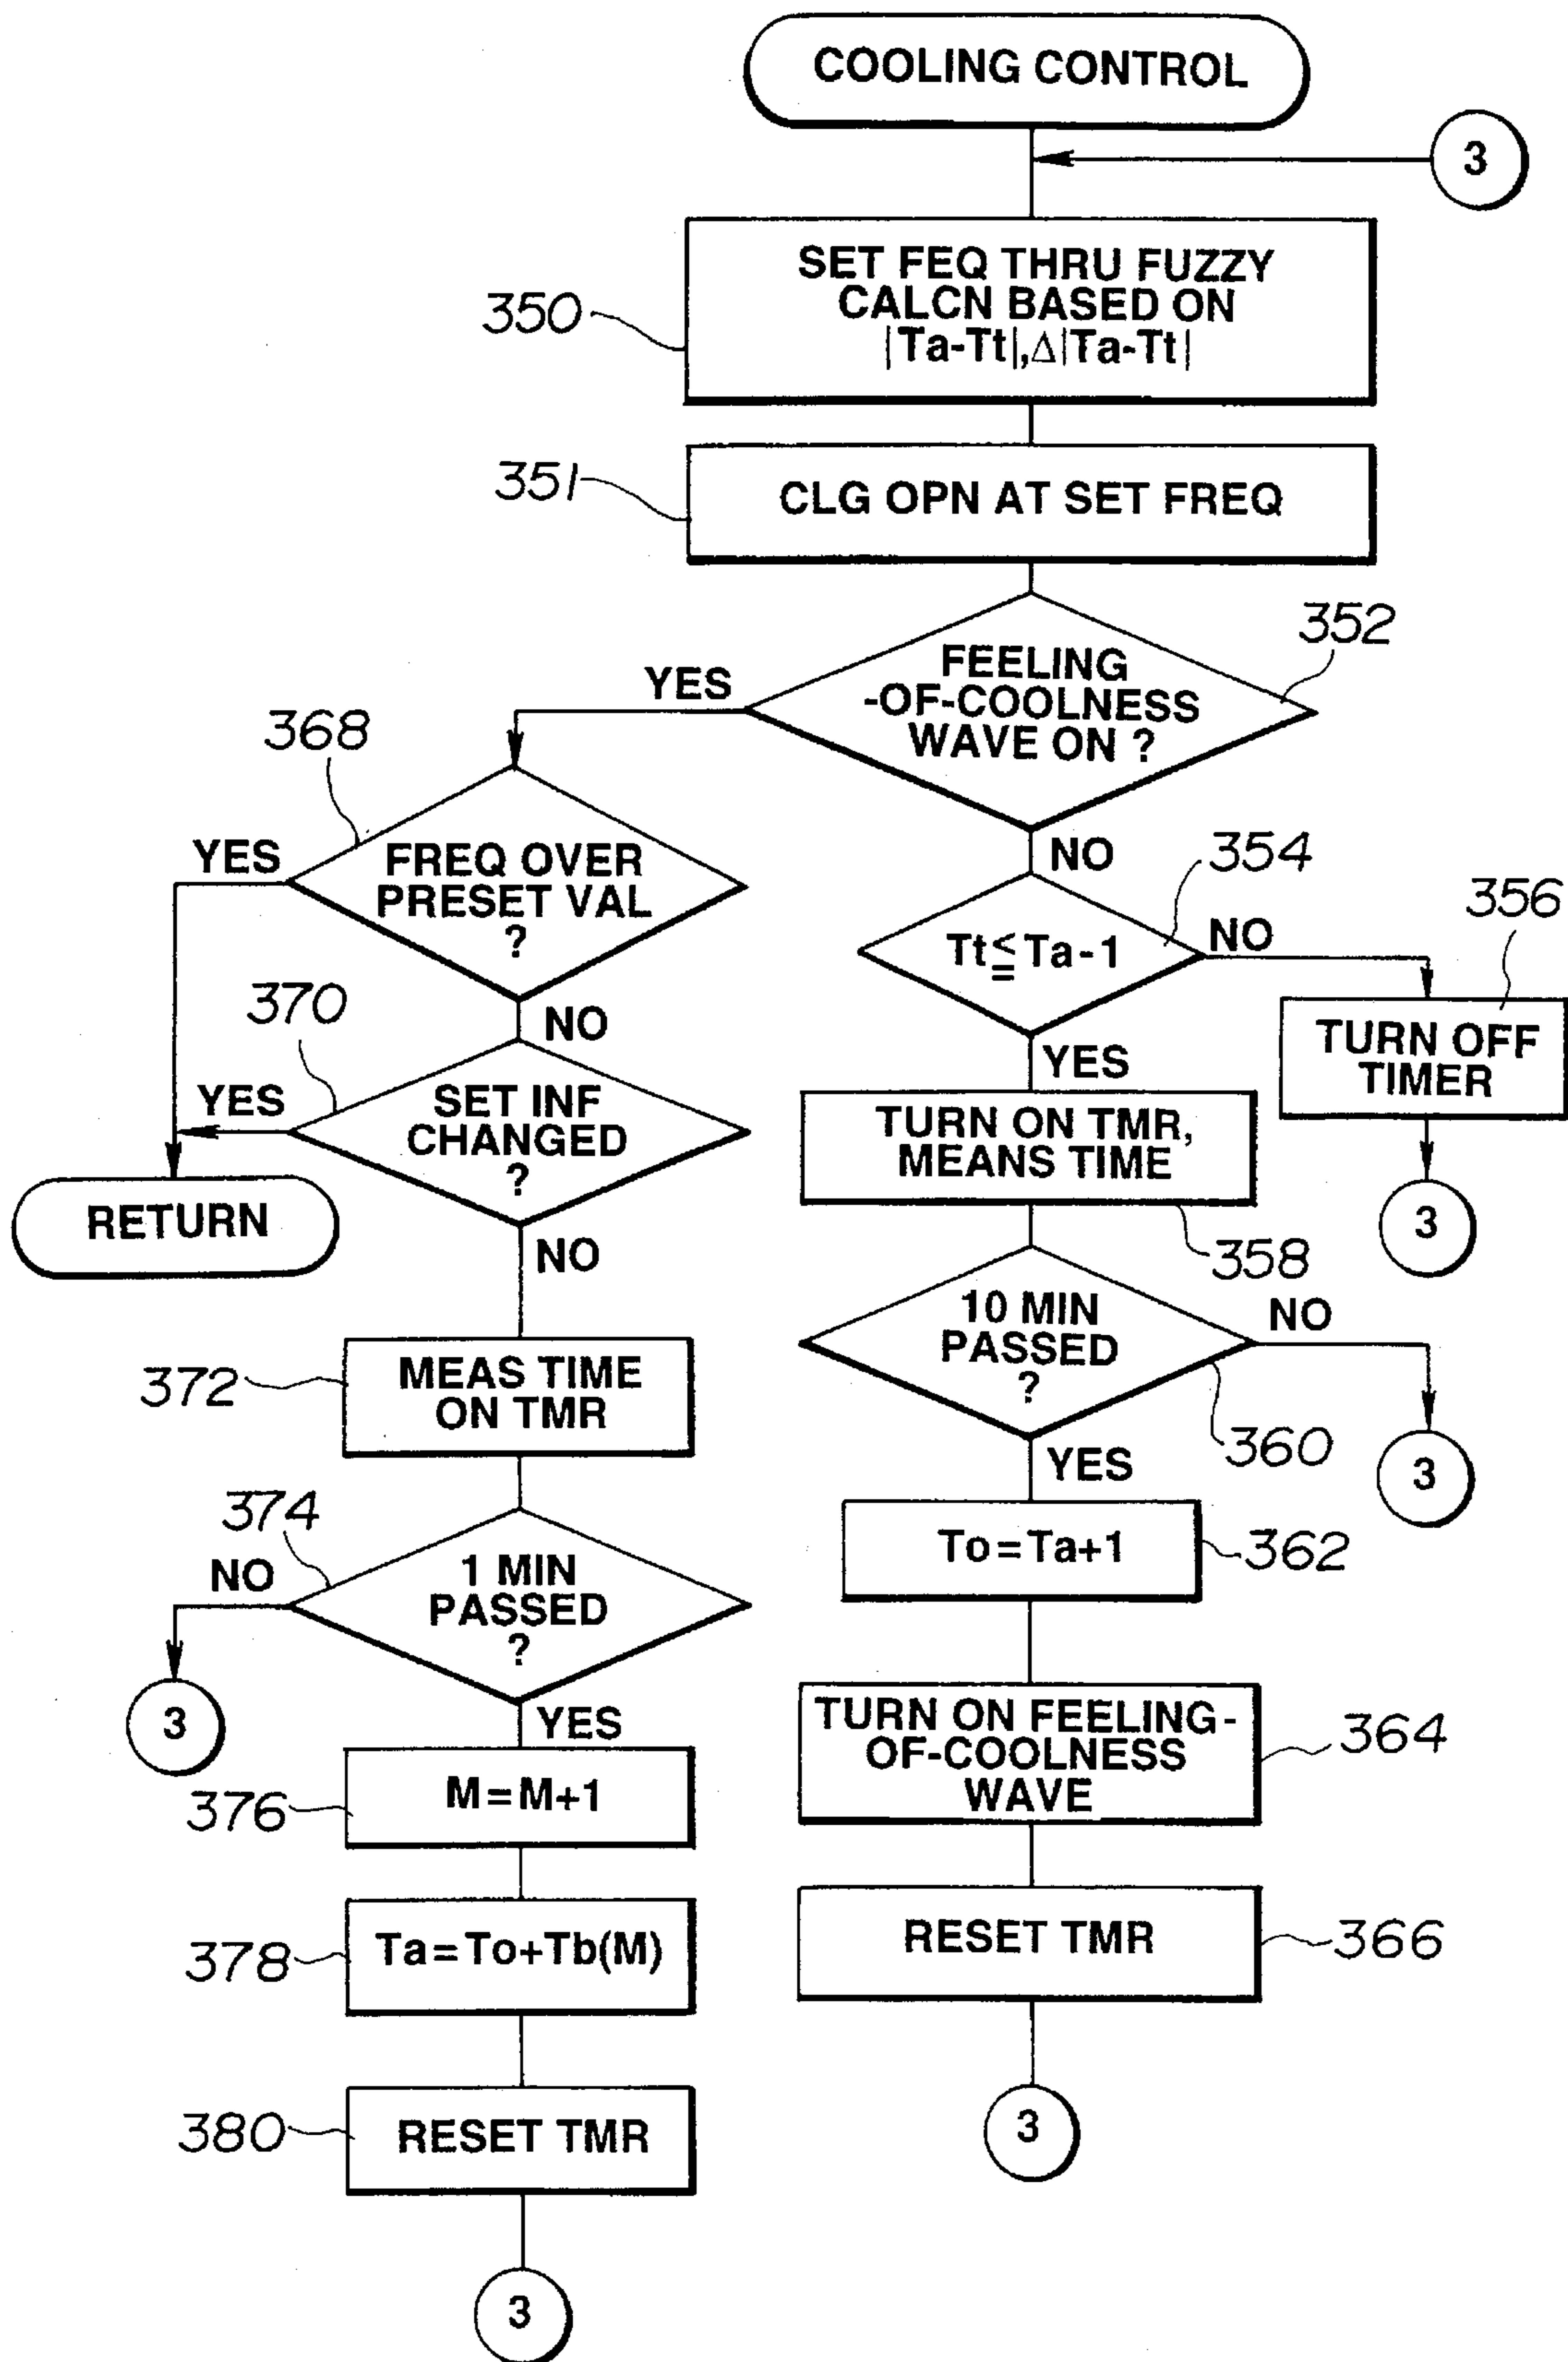 COOLING CONTROL
3
SET FEQ THRU FUZZY
CALCN BASED ON
|Ta-Tt|,Δ|Ta-Tt|
350
CLG OPN AT SET FREQ
351
FEELING
-OF-COOLNESS
WAVE ON ?
352
YES
NO
368
FREQ OVER
PRESET VAL
?
YES
NO
370
SET INF
CHANGED
?
YES
NO
RETURN
372
MEAS TIME
ON TMR
374
1 MIN
PASSED
?
NO
3
YES
376
M=M+1
378
Ta=To+Tb(M)
380
RESET TMR
3
354
Tt≦Ta-1
NO
356
TURN OFF
TIMER
3
YES
TURN ON TMR,
MEANS TIME
358
10 MIN
PASSED
?
NO
360
3
YES
To=Ta+1
362
TURN ON FEELING-
OF-COOLNESS
WAVE
364
RESET TMR
366
3